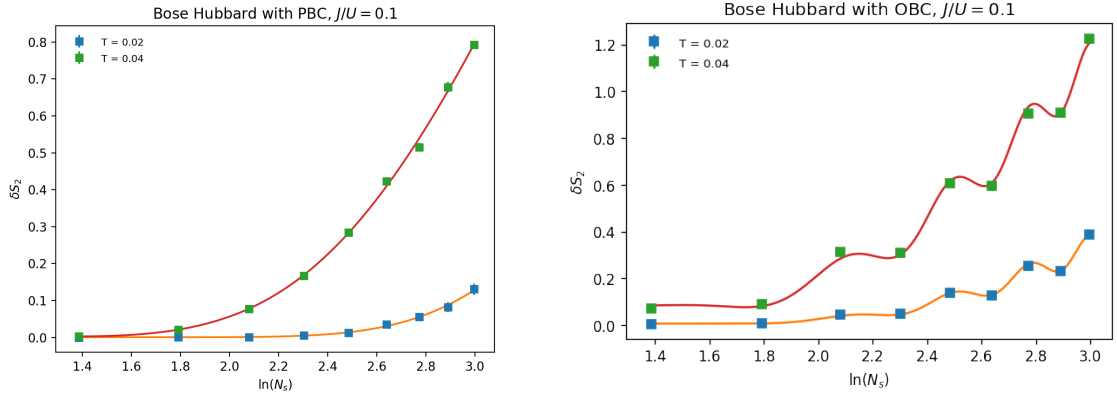 Bose Hubbard with PBC, J/U = 0.1
T = 0.02
T = 0.04
δS₂
0.8
0.7
0.6
0.5
0.4
0.3
0.2
0.1
0.0
1.4 1.6 1.8 2.0 2.2 2.4 2.6 2.8 3.0
ln(Nₛ)
Bose Hubbard with OBC, J/U = 0.1
T = 0.02
T = 0.04
δS₂
1.2
1.0
0.8
0.6
0.4
0.2
0.0
1.4 1.6 1.8 2.0 2.2 2.4 2.6 2.8 3.0
ln(Nₛ)